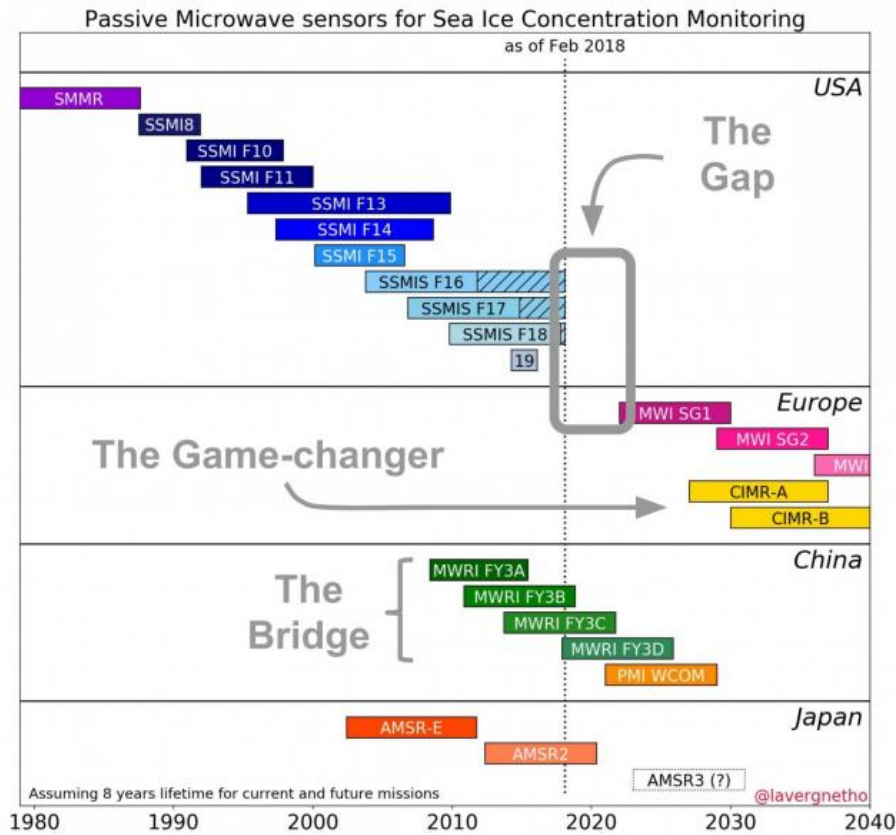 Passive Microwave sensors for Sea Ice Concentration Monitoring
as of Feb 2018
USA
SMMR
SSMI8
SSMI F10
SSMI F11
SSMI F13
SSMI F14
SSMI F15
SSMIS F16
SSMIS F17
SSMIS F18
19
The
Gap
Europe
MWI SG1
MWI SG2
MWI
CIMR-A
CIMR-B
The Game-changer
China
MWRI FY3A
MWRI FY3B
MWRI FY3C
MWRI FY3D
PMI WCOM
The
Bridge
Japan
AMSR-E
AMSR2
AMSR3 (?)
Assuming 8 years lifetime for current and future missions
@lavergnetho
1980 1990 2000 2010 2020 2030 2040